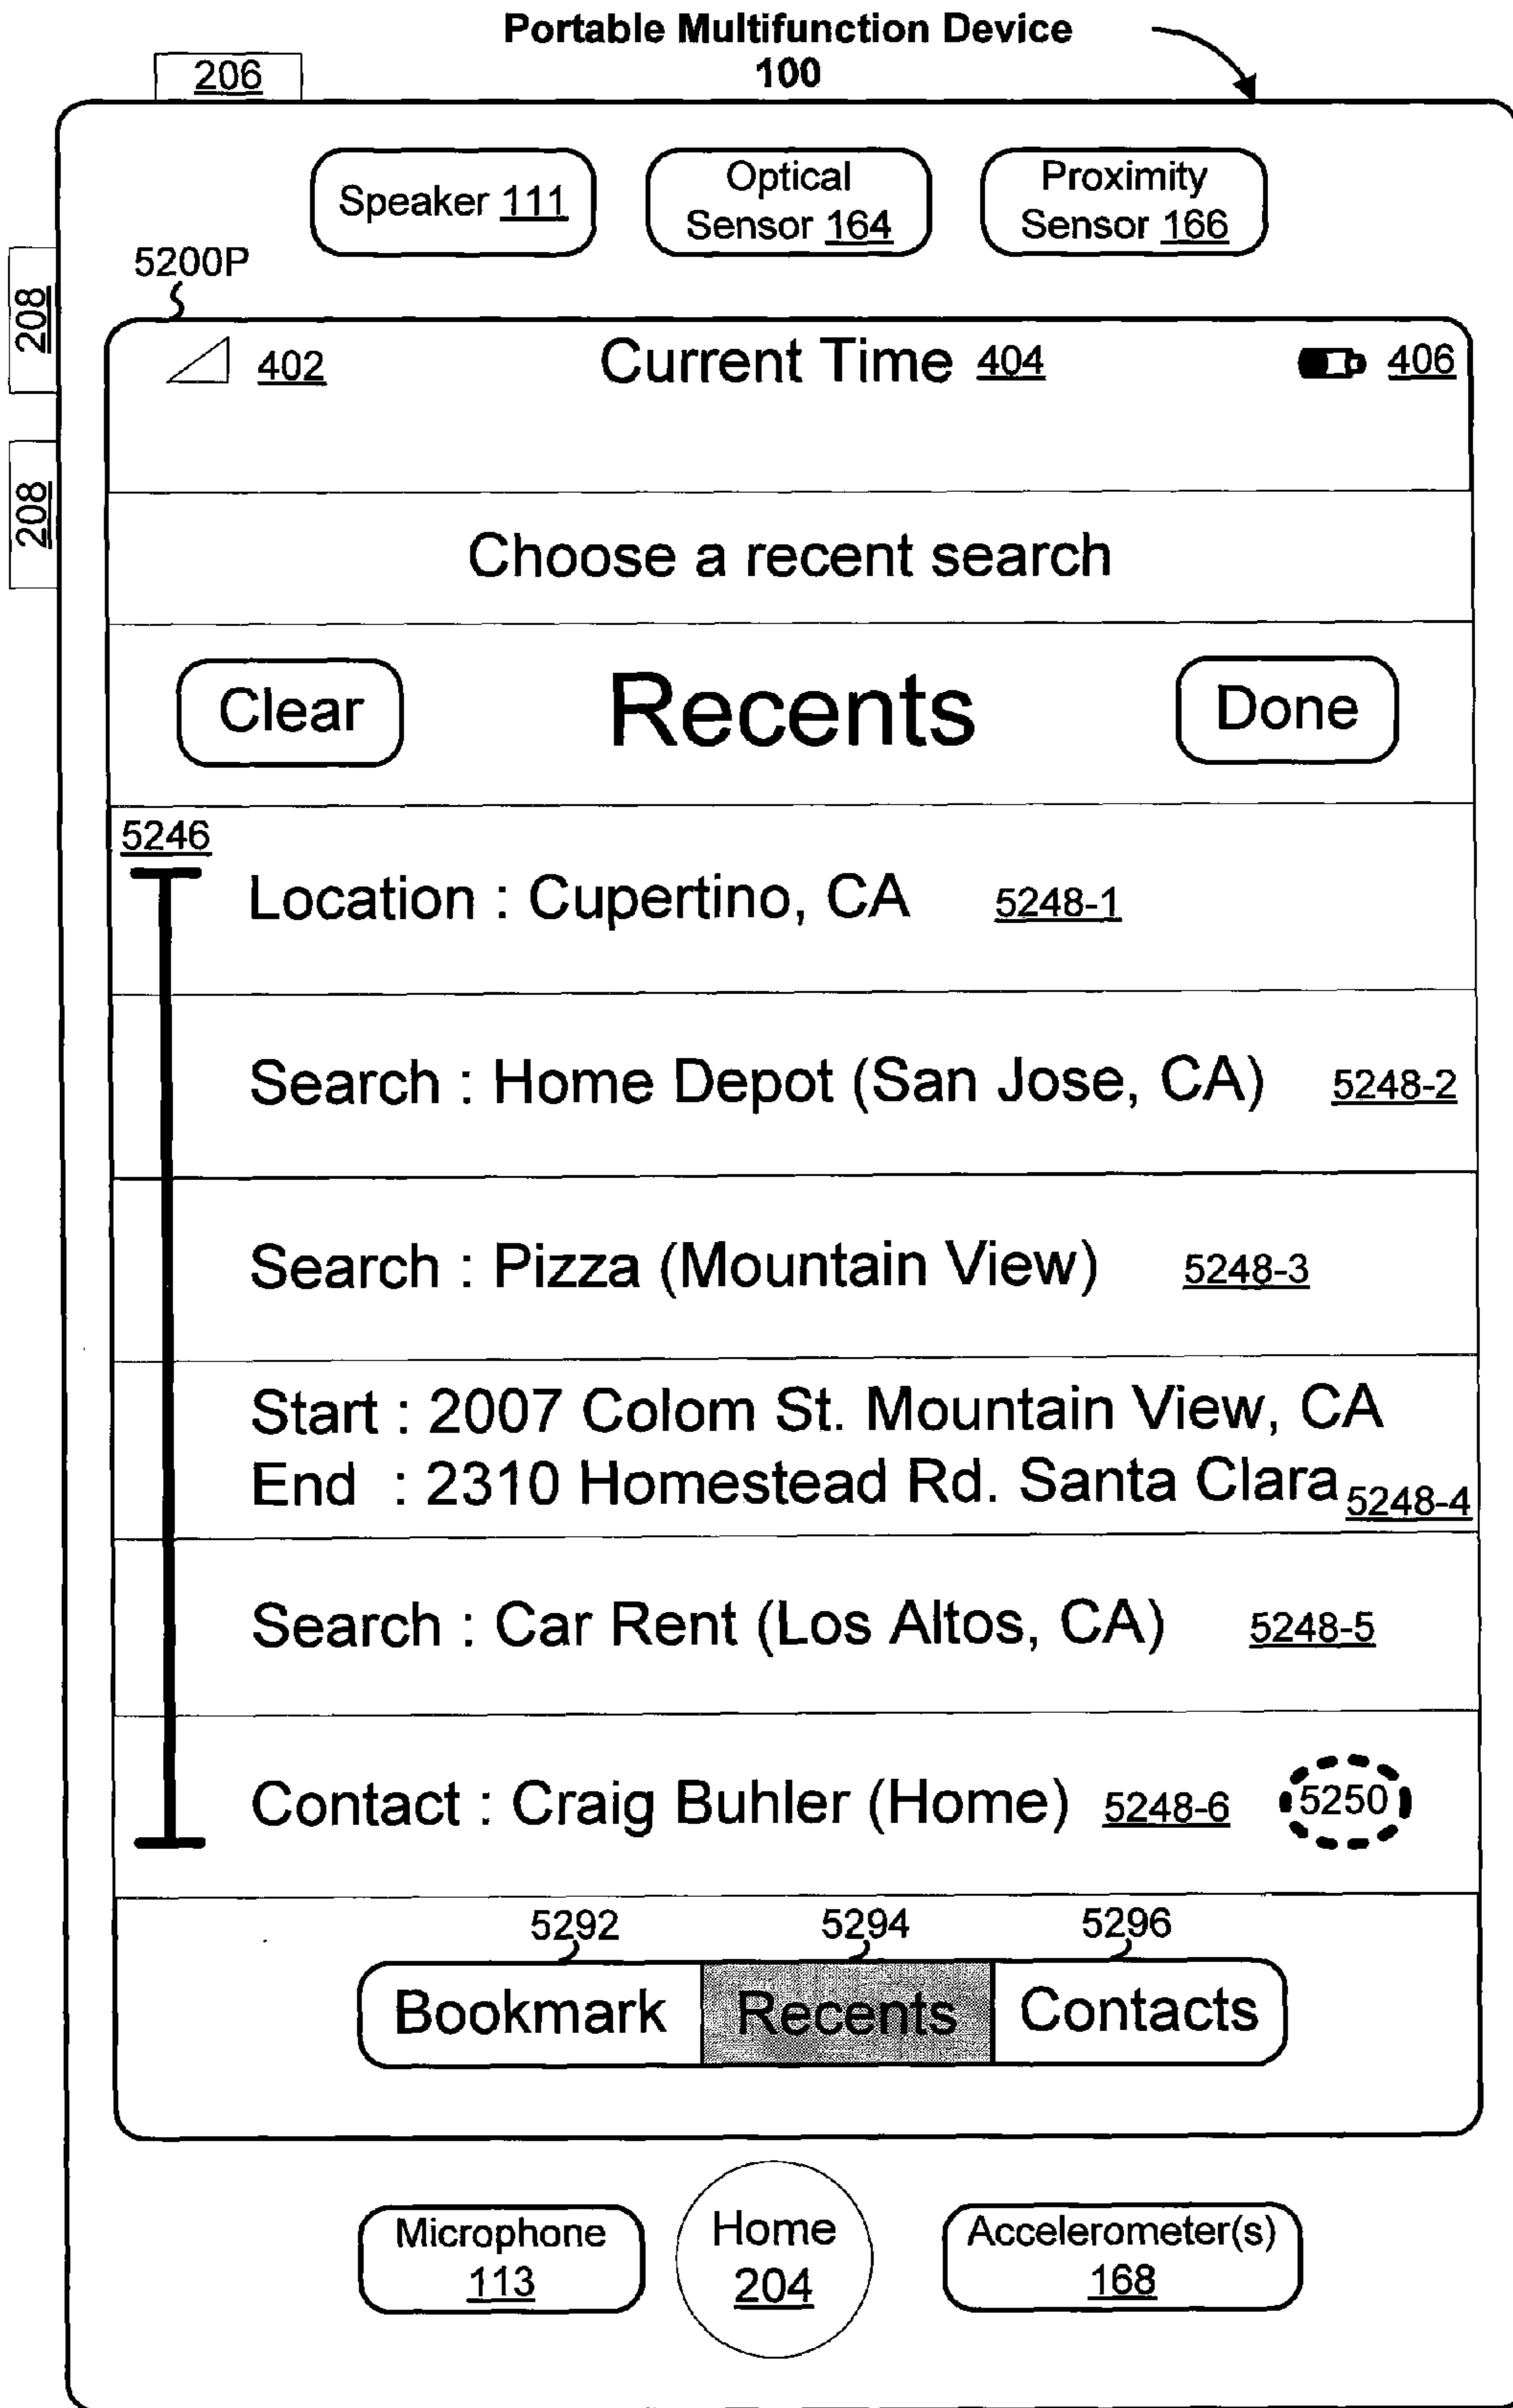 Portable Multifunction Device
100
206
Speaker 111
Optical
Sensor 164
Proximity
Sensor 166
208
208
5200P
402
Current Time 404
406
Choose a recent search
Clear
Recents
Done
5246
Location : Cupertino, CA 5248-1
Search : Home Depot (San Jose, CA) 5248-2
Search : Pizza (Mountain View) 5248-3
Start : 2007 Colom St. Mountain View, CA
End : 2310 Homestead Rd. Santa Clara 5248-4
Search : Car Rent (Los Altos, CA) 5248-5
Contact : Craig Buhler (Home) 5248-6 5250
5292 5294 5296
Bookmark Recents Contacts
Microphone
113
Home
204
Accelerometer(s)
168